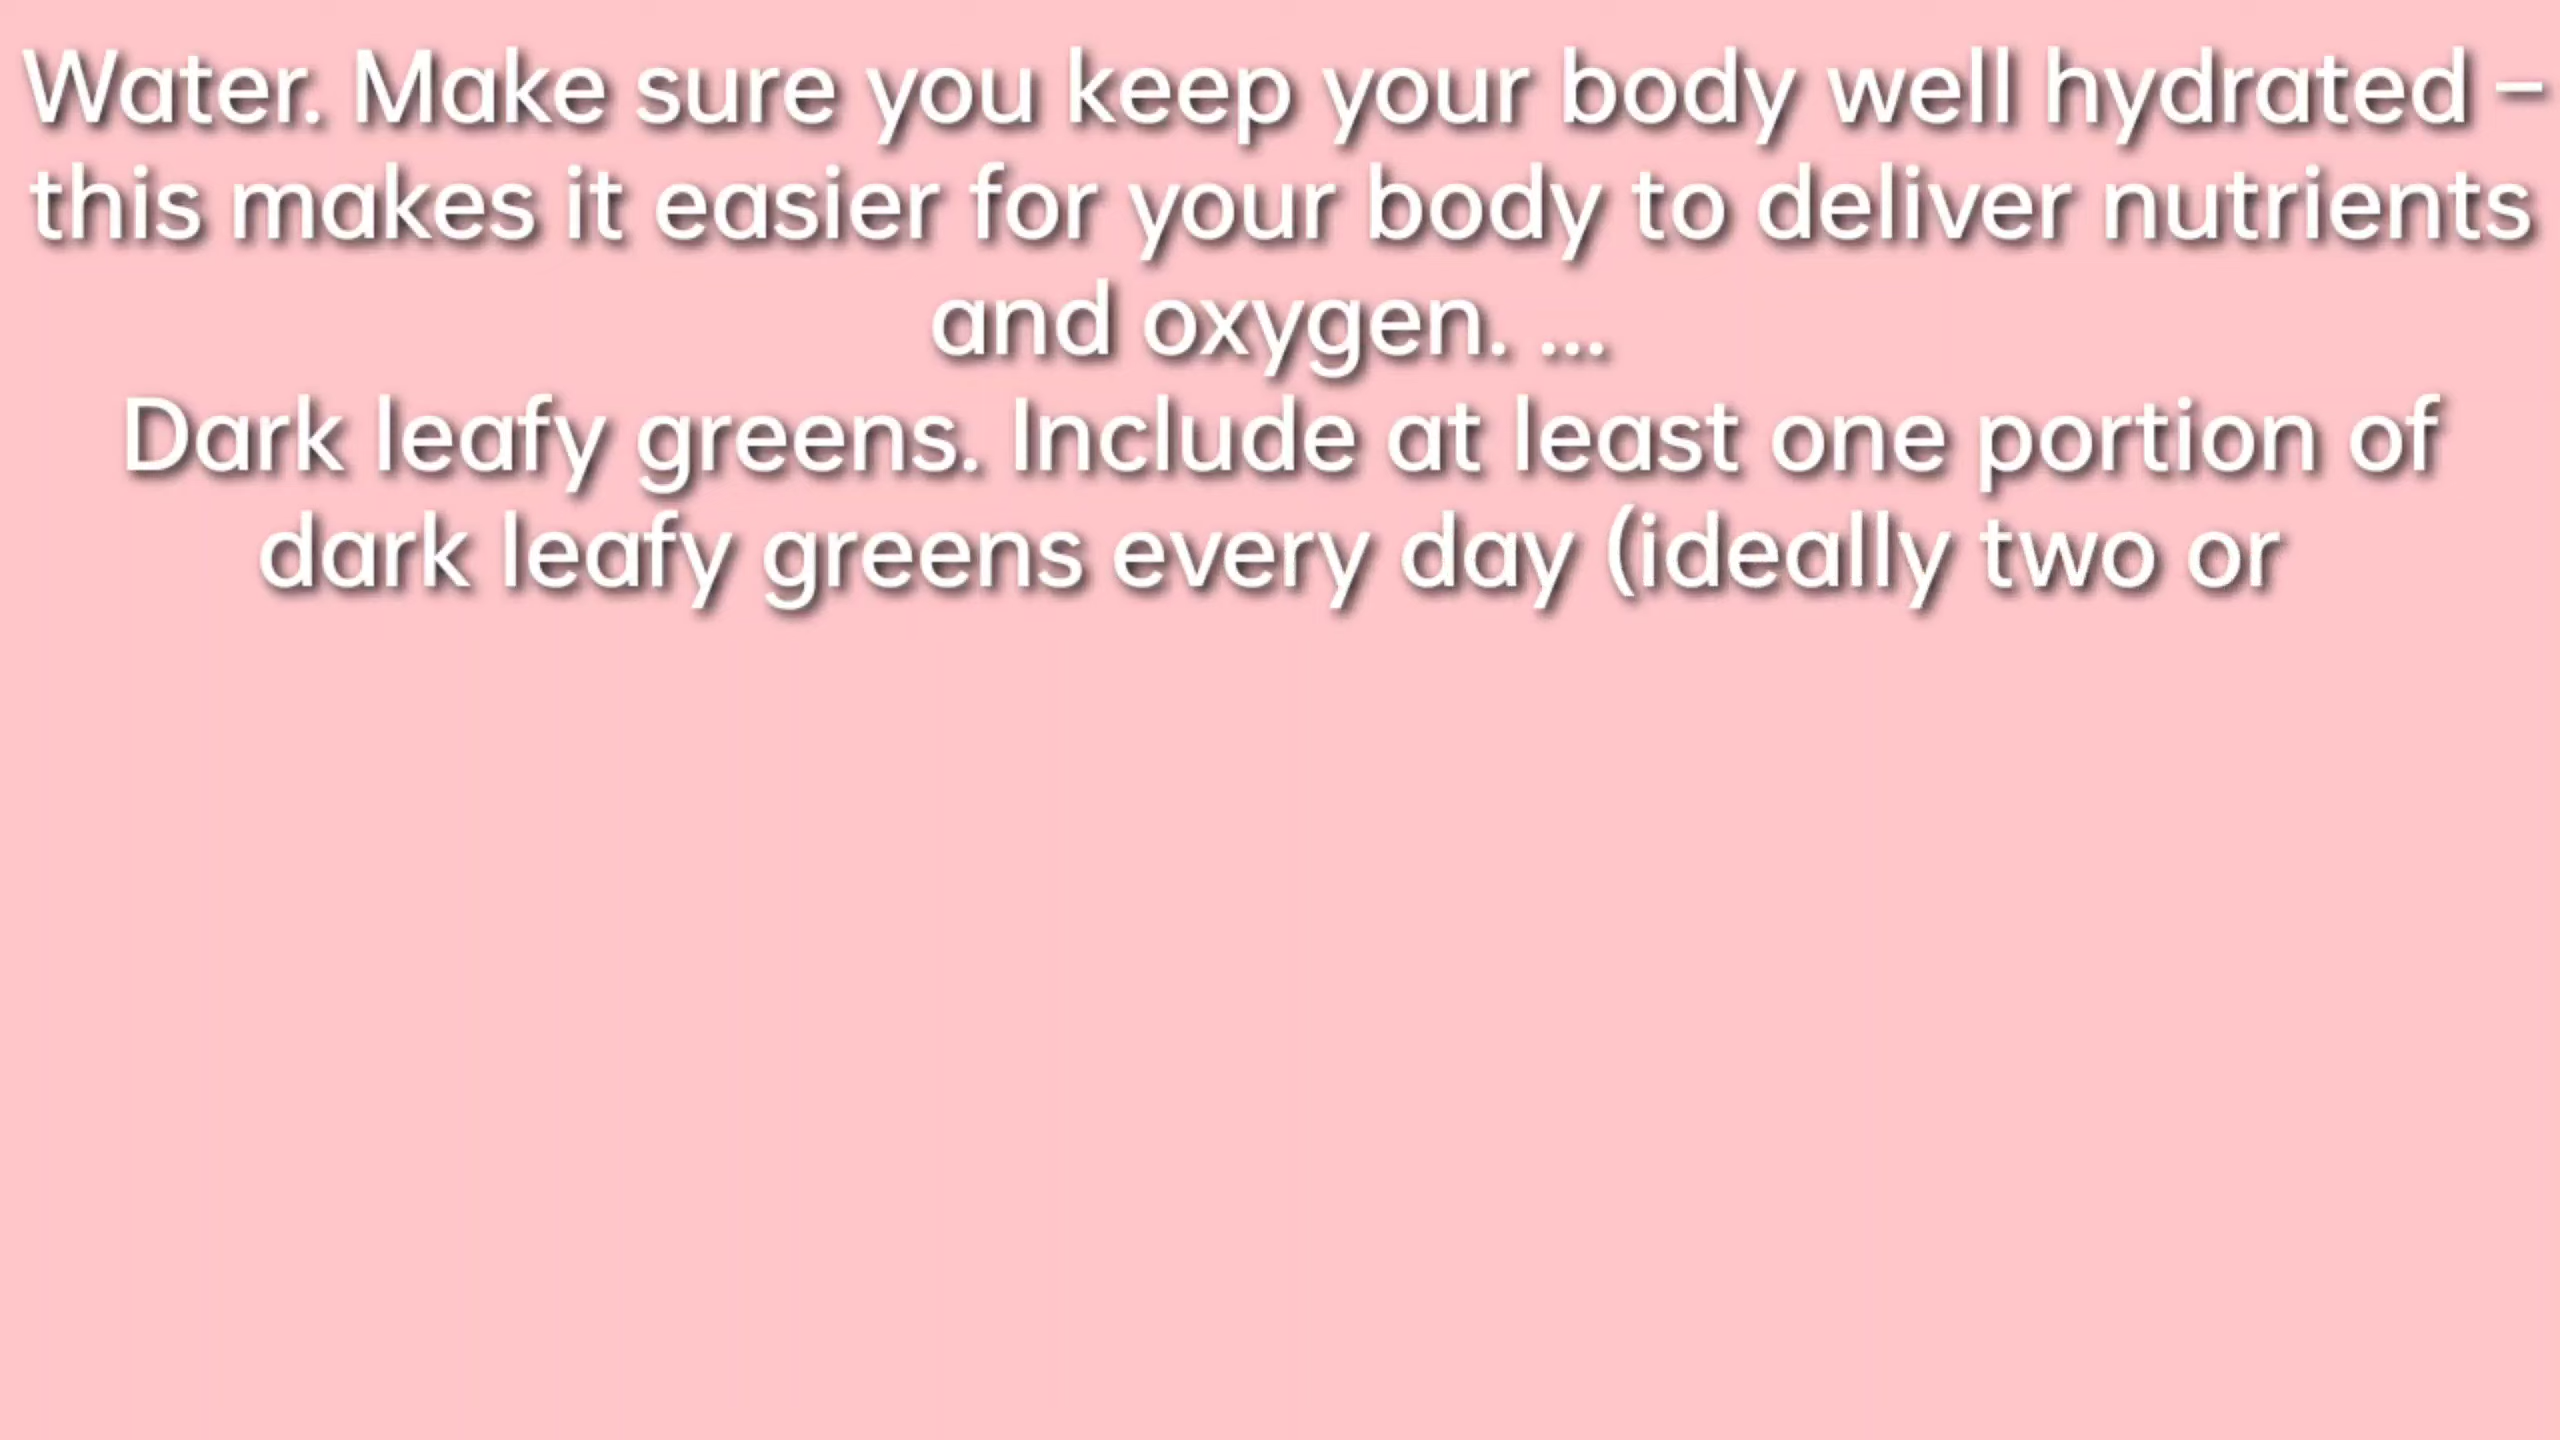 Water. Make sure you keep your body well hydrated –
this makes it easier for your body to deliver nutrients
and oxygen. ...
Dark leafy greens. Include at least one portion of
dark leafy greens every day (ideally two or